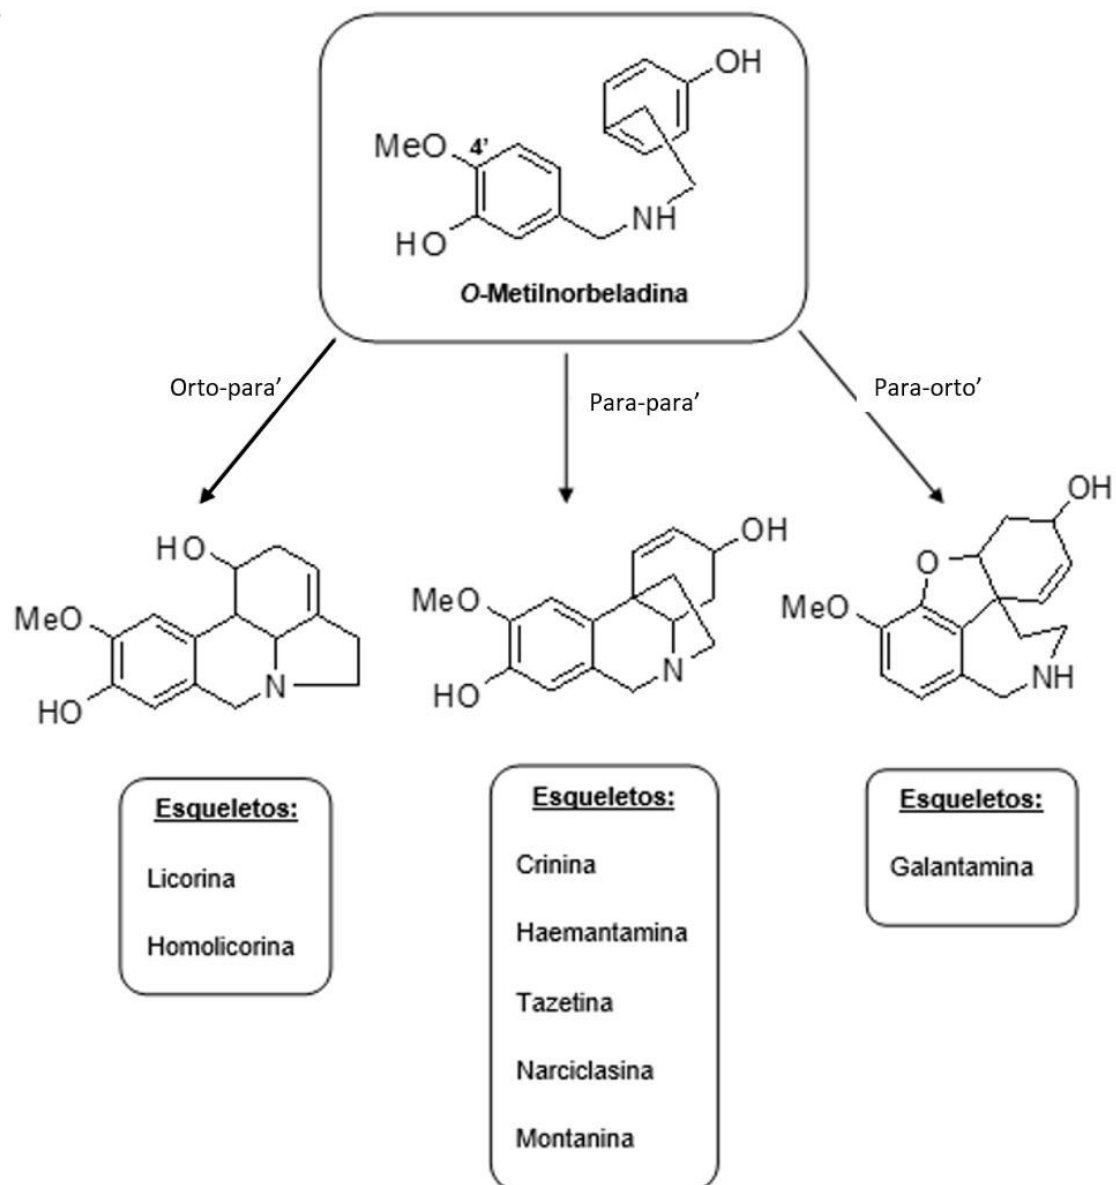 OH
MeO
4'
NH
HO
O-Metilnorbeladina
Orto-para’
Para-para’
Para-orto’
HO
MeO
HO
N
OH
MeO
HO
N
OH
O
MeO
NH
Esqueletos:
Licorina
Homolicorina
Esqueletos:
Crinina
Haemantamina
Tazetina
Narciclasina
Montanina
Esqueletos:
Galantamina